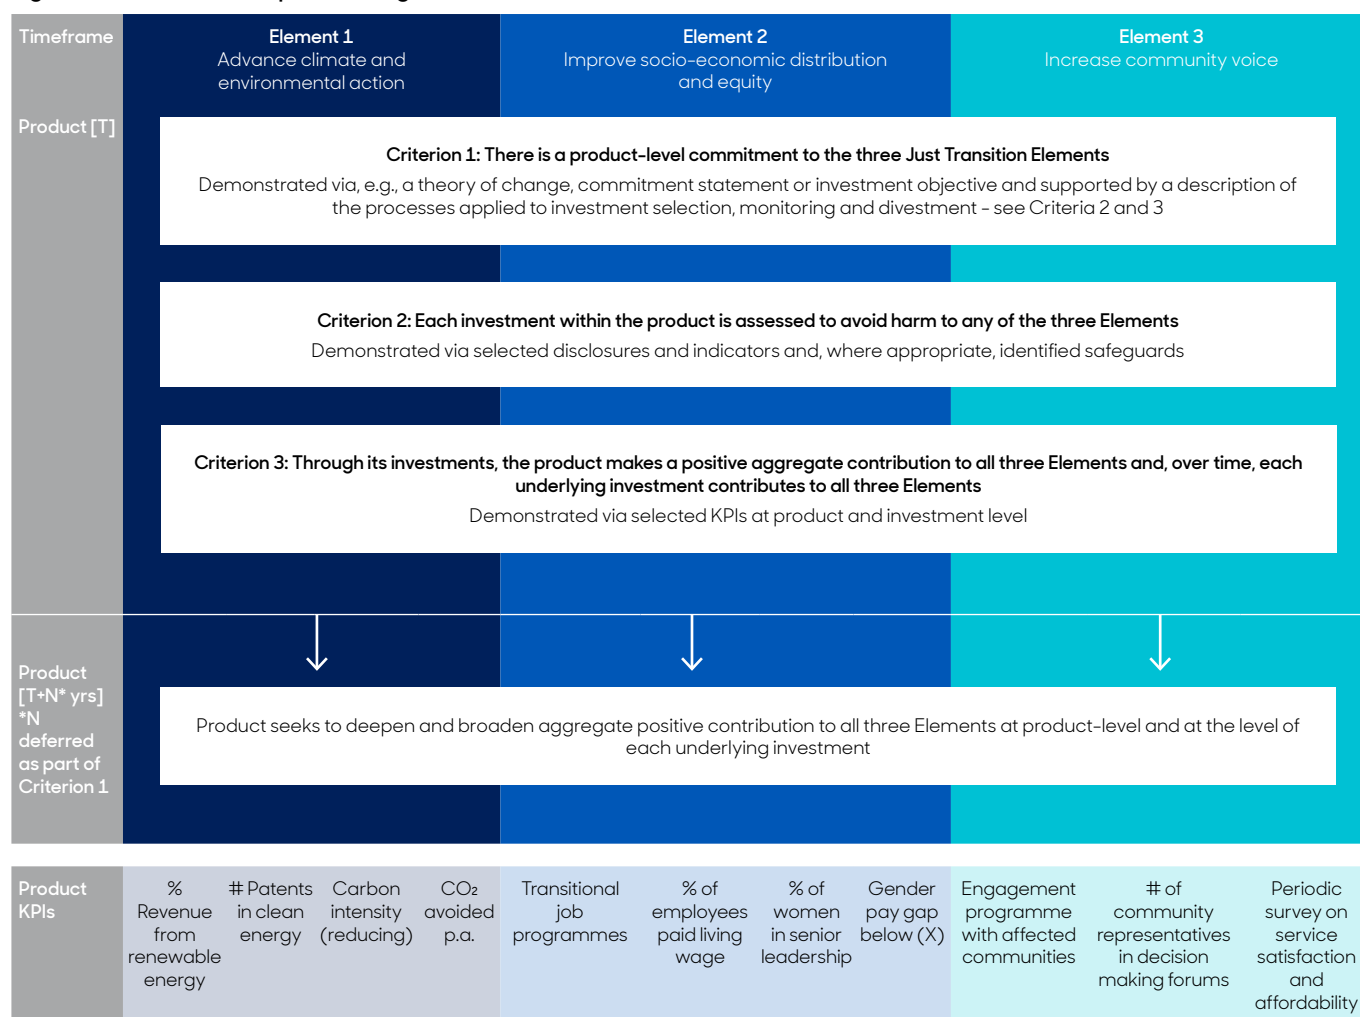 Timeframe
Element 1
Advance climate and
environmental action
Element 2
Improve socio-economic distribution
and equity
Element 3
Increase community voice
Product [T]
Criterion 1: There is a product-level commitment to the three Just Transition Elements
Demonstrated via, e.g., a theory of change, commitment statement or investment objective and supported by a description of
the processes applied to investment selection, monitoring and divestment - see Criteria 2 and 3
Criterion 2: Each investment within the product is assessed to avoid harm to any of the three Elements
Demonstrated via selected disclosures and indicators and, where appropriate, identified safeguards
Criterion 3: Through its investments, the product makes a positive aggregate contribution to all three Elements and, over time, each
underlying investment contributes to all three Elements
Demonstrated via selected KPIs at product and investment level
Product
[T+N* yrs]
*N
deferred
as part of
Criterion 1
Product seeks to deepen and broaden aggregate positive contribution to all three Elements at product-level and at the level of
each underlying investment
Product
KPIs
%
Revenue
from
renewable
energy
# Patents
in clean
energy
Carbon
intensity
(reducing)
CO₂
avoided
p.a.
Transitional
job
programmes
% of
employees
paid living
wage
% of
women
in senior
leadership
Gender
pay gap
below (X)
Engagement
programme
with affected
communities
# of
community
representatives
in decision
making forums
Periodic
survey on
service
satisfaction
and
affordability